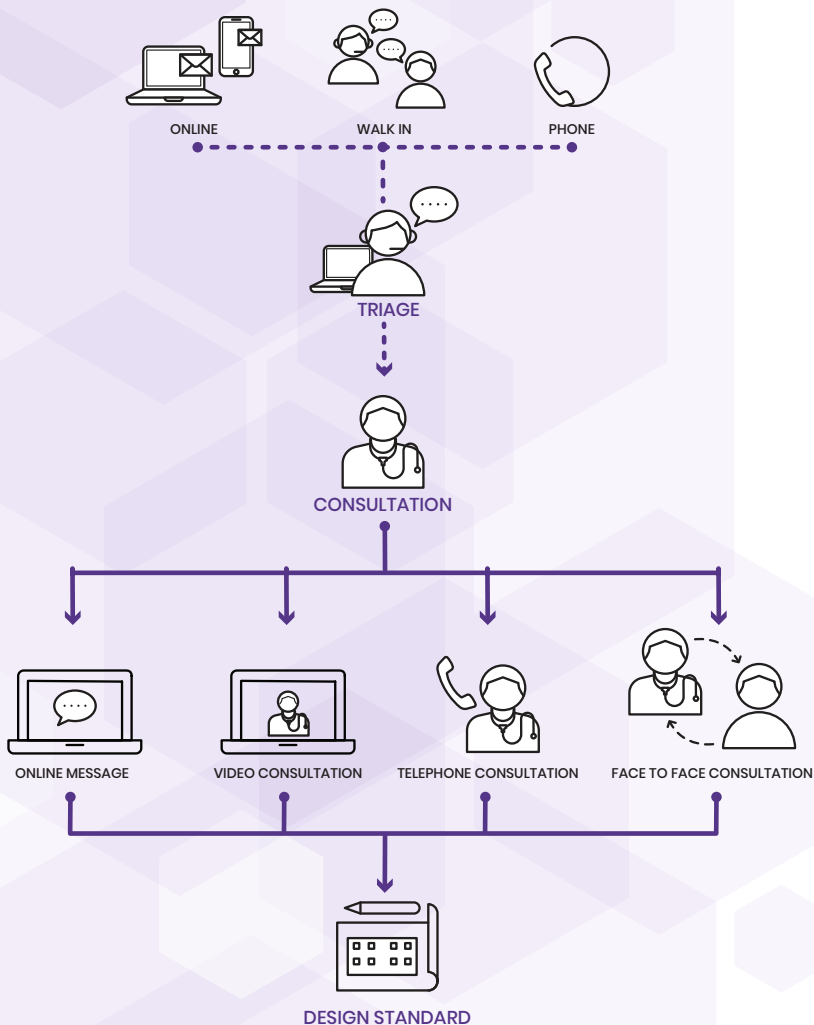 ONLINE
WALK IN
PHONE
TRIAGE
CONSULTATION
ONLINE MESSAGE
VIDEO CONSULTATION
TELEPHONE CONSULTATION
FACE TO FACE CONSULTATION
DESIGN STANDARD